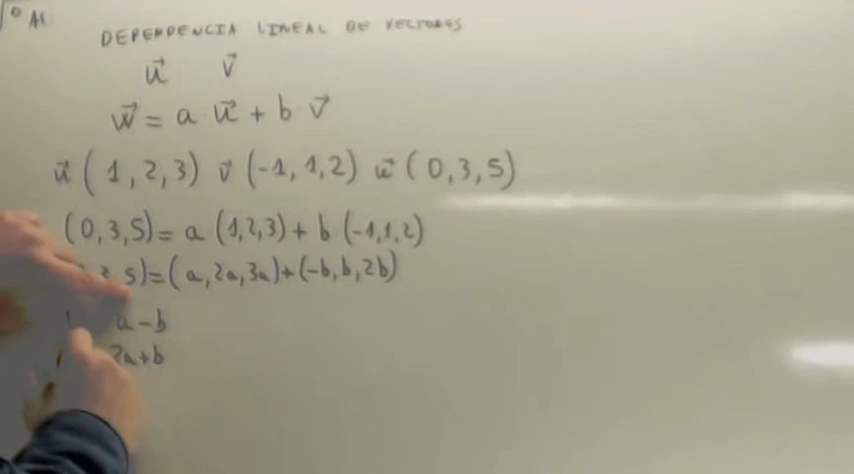 DEPENDENCIA LINEAL DE VECTORES
u⃗ v⃗
w⃗ = a u⃗ + b v⃗
u⃗ (1,2,3) v⃗ (-1,1,2) w⃗ (0,3,5)
(0,3,5)= a (1,2,3)+ b (-1,1,2)
5)=(a,2a,3a)+(-b,b,2b)
a-b
2a+b